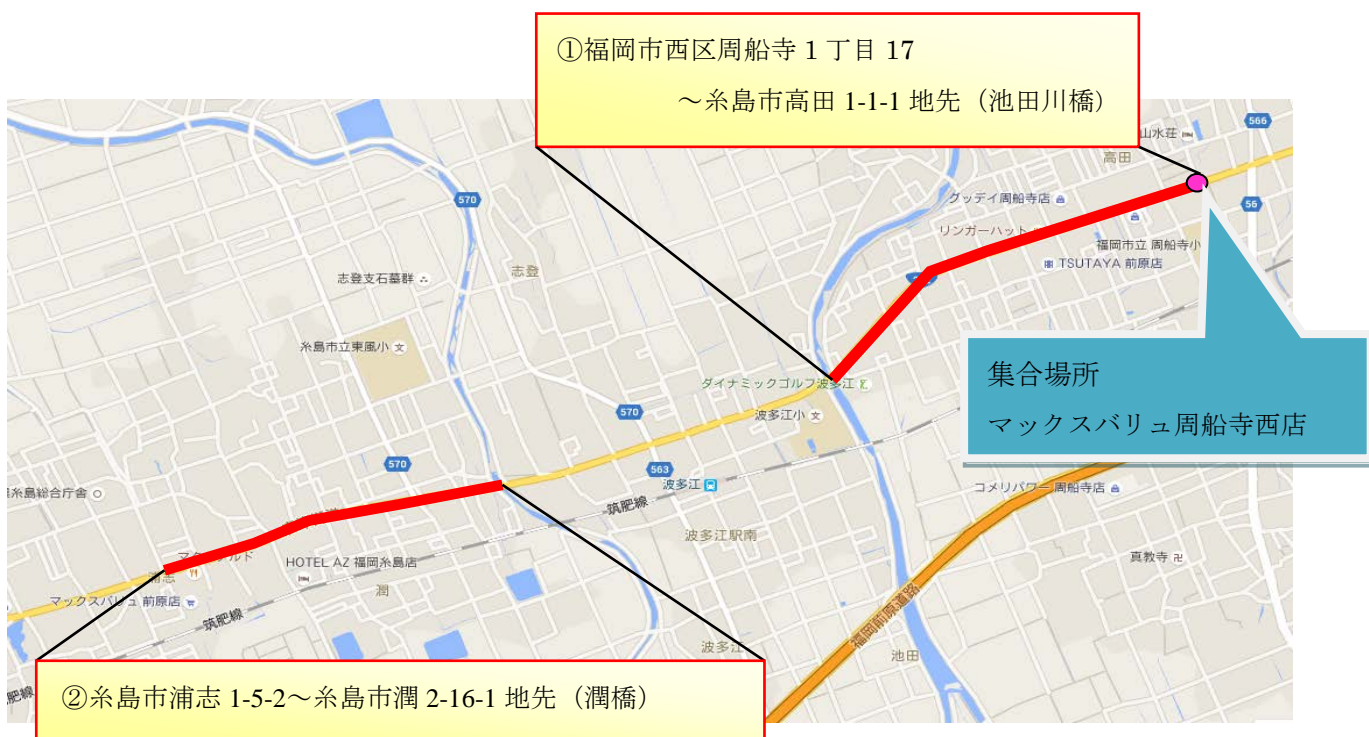 ①福岡市西区周船寺1丁目17
～糸島市高田1-1-1地先（池田川橋）
山水荘
566
高田
570
グッデイ周船寺店
56
リンガーハット
福岡市立 周船寺小
TSUTAYA 前原店
志登
志登支石墓群
糸島市立東風小 文
集合場所
マックスバリュ周船寺西店
ダイナミックゴルフ波多江
570
波多江小 文
570
563
波多江
糸島総合庁舎
筑肥線
コメリパワー 周船寺店
波多江駅南
真教寺
HOTEL AZ 福岡糸島店
浦志
潤
マックスバリュ 前原店
筑肥線
福岡前原道路
池田
波多江
肥線
②糸島市浦志1-5-2～糸島市潤2-16-1地先（潤橋）